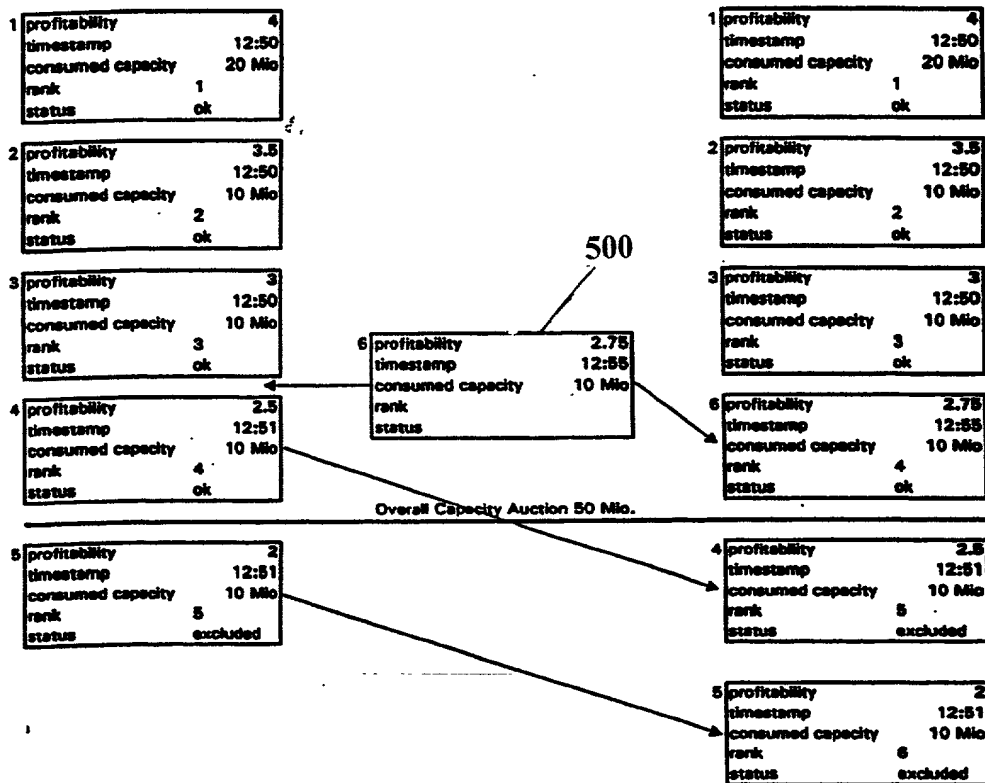 1 profitability 4
timestamp 12:50
consumed capacity 20 Mio
rank 1
status ok
2 profitability 3.5
timestamp 12:50
consumed capacity 10 Mio
rank 2
status ok
3 profitability 3
timestamp 12:50
consumed capacity 10 Mio
rank 3
status ok
4 profitability 2.5
timestamp 12:51
consumed capacity 10 Mio
rank 4
status ok
5 profitability 2
timestamp 12:51
consumed capacity 10 Mio
rank 5
status excluded
500
6 profitability 2.75
timestamp 12:55
consumed capacity 10 Mio
rank
status
Overall Capacity Auction 50 Mio.
1 profitability 4
timestamp 12:50
consumed capacity 20 Mio
rank 1
status ok
2 profitability 3.5
timestamp 12:50
consumed capacity 10 Mio
rank 2
status ok
3 profitability 3
timestamp 12:50
consumed capacity 10 Mio
rank 3
status ok
6 profitability 2.75
timestamp 12:55
consumed capacity 10 Mio
rank 4
status ok
4 profitability 2.5
timestamp 12:51
consumed capacity 10 Mio
rank 5
status excluded
5 profitability 2
timestamp 12:51
consumed capacity 10 Mio
rank 6
status excluded